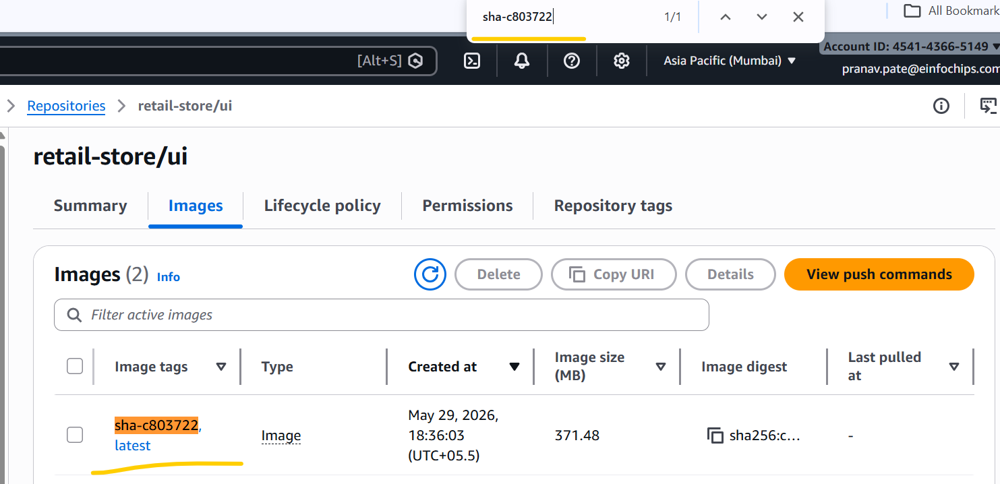 sha-c803722
1/1
All Bookmark
[Alt+S]
Asia Pacific (Mumbai)
Account ID: 4541-4366-5149
pranav.pate@einfochips.com
Repositories
retail-store/ui
retail-store/ui
Summary
Images
Lifecycle policy
Permissions
Repository tags
Images (2) Info
Delete
Copy URI
Details
View push commands
Filter active images
Image tags
Type
Created at
Image size
(MB)
Image digest
Last pulled
at
sha-c803722,
latest
Image
May 29, 2026,
18:36:03
(UTC+05.5)
371.48
sha256:c...
-